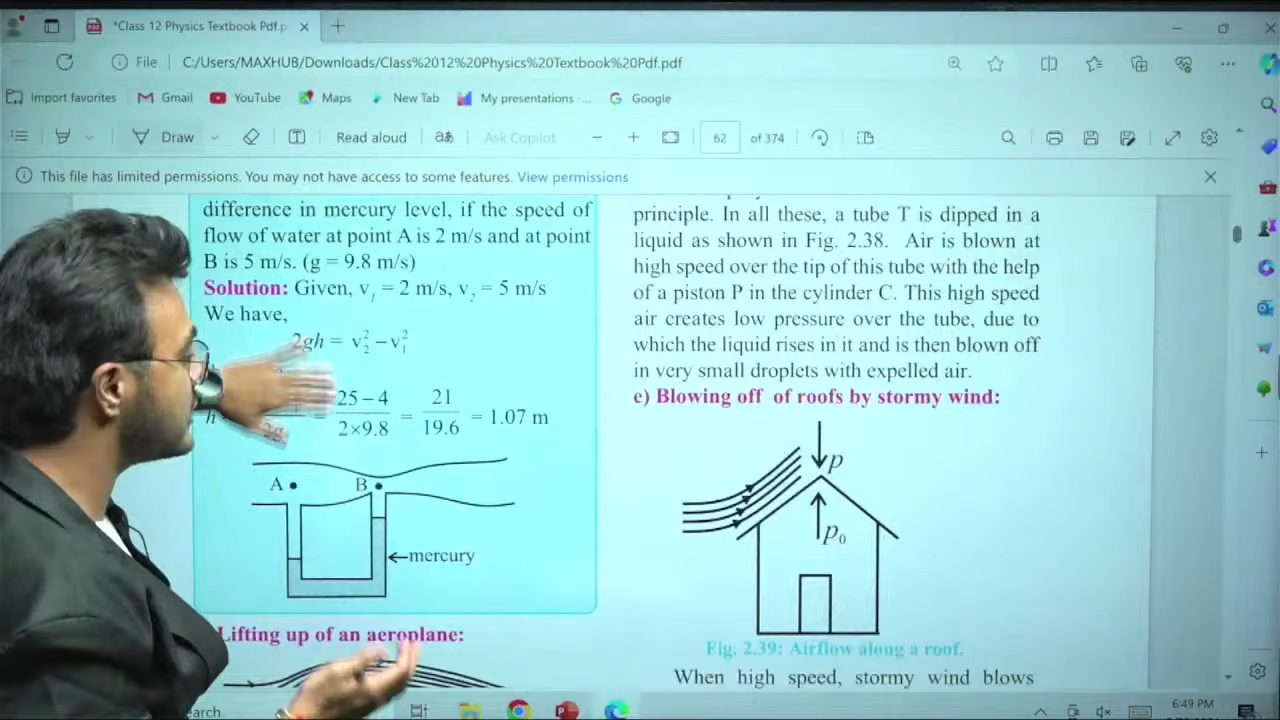 *Class 12 Physics Textbook Pdf.p
File C:/Users/MAXHUB/Downloads/Class%2012%20Physics%20Textbook%20Pdf.pdf
Import favorites Gmail YouTube Maps New Tab My presentations -... Google
Draw Read aloud aあ Ask Copilot 62 of 374
This file has limited permissions. You may not have access to some features. View permissions
difference in mercury level, if the speed of
flow of water at point A is 2 m/s and at point
B is 5 m/s. (g = 9.8 m/s)
Solution: Given, v₁ = 2 m/s, v₂ = 5 m/s
We have,
2gh = v₂² − v₁²
h = 25 − 4 / 2×9.8 = 21 / 19.6 = 1.07 m
A B
mercury
Lifting up of an aeroplane:
principle. In all these, a tube T is dipped in a
liquid as shown in Fig. 2.38. Air is blown at
high speed over the tip of this tube with the help
of a piston P in the cylinder C. This high speed
air creates low pressure over the tube, due to
which the liquid rises in it and is then blown off
in very small droplets with expelled air.
e) Blowing off of roofs by stormy wind:
p
p₀
Fig. 2.39: Airflow along a roof.
When high speed, stormy wind blows
earch
6:49 PM